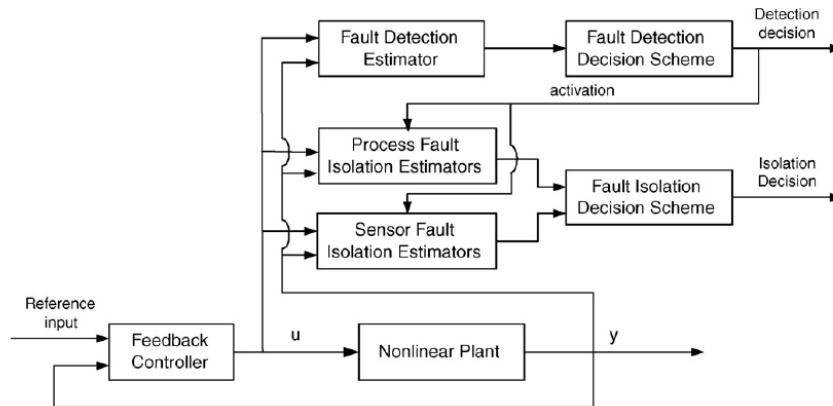 Fault Detection
Estimator
Fault Detection
Decision Scheme
Detection
decision
activation
Process Fault
Isolation Estimators
Sensor Fault
Isolation Estimators
Fault Isolation
Decision Scheme
Isolation
Decision
Reference
input
Feedback
Controller
u
Nonlinear Plant
y